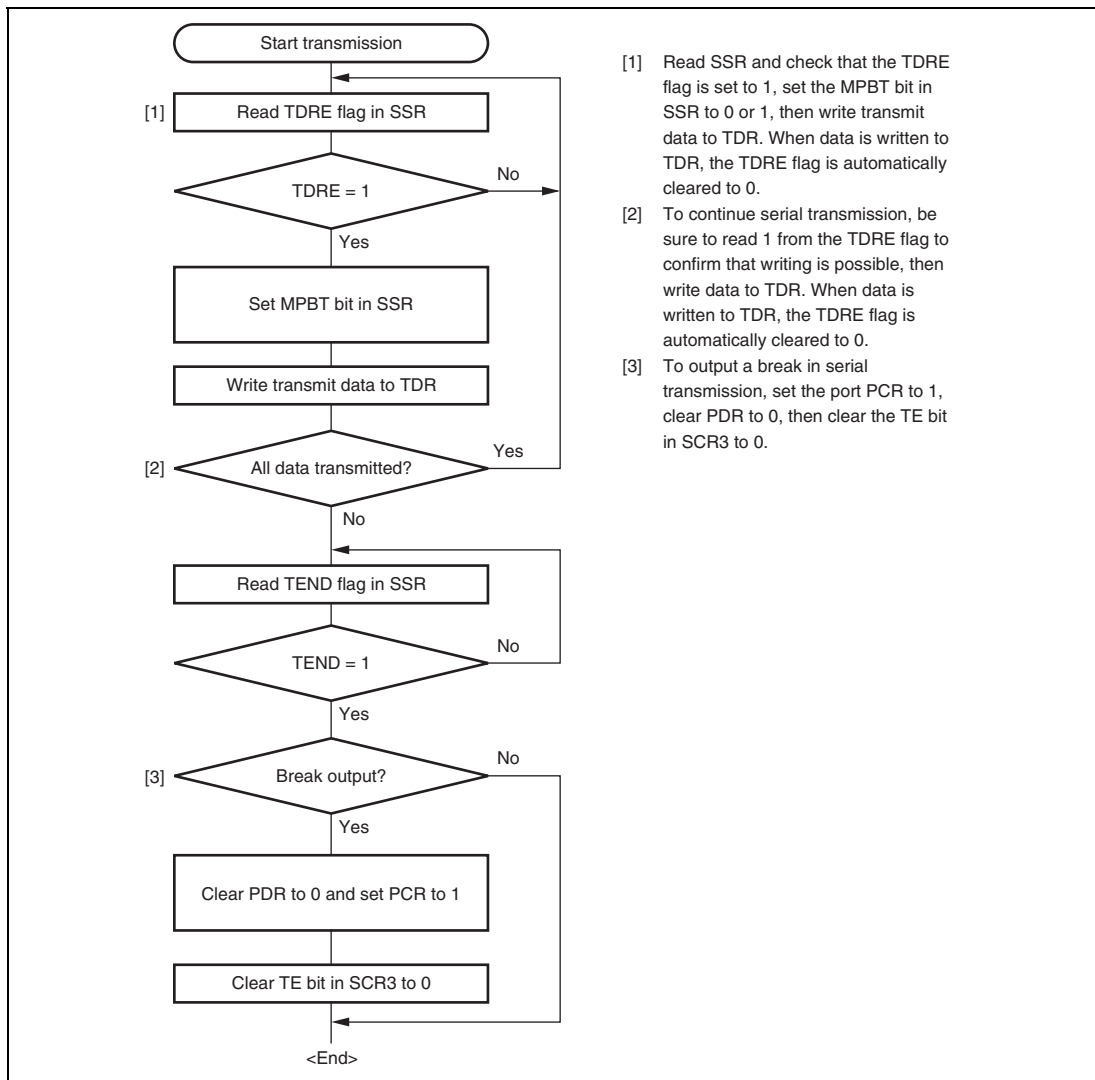 Start transmission
[1]
Read TDRE flag in SSR
TDRE = 1
No
Yes
Set MPBT bit in SSR
Write transmit data to TDR
[2]
All data transmitted?
Yes
No
Read TEND flag in SSR
TEND = 1
No
Yes
[3]
Break output?
No
Yes
Clear PDR to 0 and set PCR to 1
Clear TE bit in SCR3 to 0
<End>
[1] Read SSR and check that the TDRE
flag is set to 1, set the MPBT bit in
SSR to 0 or 1, then write transmit
data to TDR. When data is written to
TDR, the TDRE flag is automatically
cleared to 0.
[2] To continue serial transmission, be
sure to read 1 from the TDRE flag to
confirm that writing is possible, then
write data to TDR. When data is
written to TDR, the TDRE flag is
automatically cleared to 0.
[3] To output a break in serial
transmission, set the port PCR to 1,
clear PDR to 0, then clear the TE bit
in SCR3 to 0.